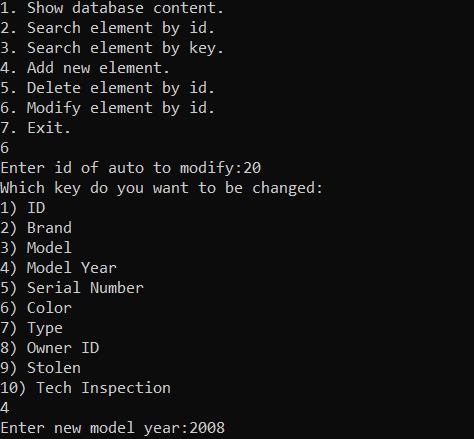 1. Show database content.
2. Search element by id.
3. Search element by key.
4. Add new element.
5. Delete element by id.
6. Modify element by id.
7. Exit.
6
Enter id of auto to modify:20
Which key do you want to be changed:
1) ID
2) Brand
3) Model
4) Model Year
5) Serial Number
6) Color
7) Type
8) Owner ID
9) Stolen
10) Tech Inspection
4
Enter new model year:2008